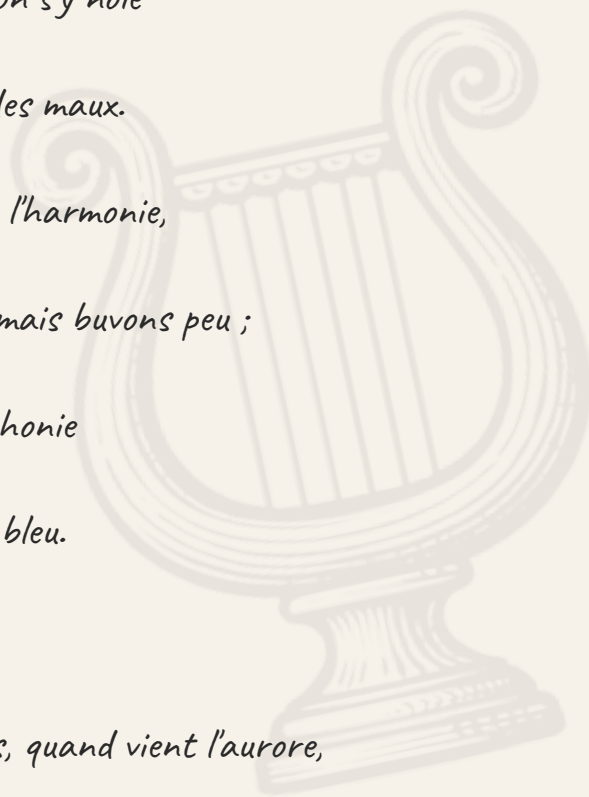 on s'y noie
les maux.
l'harmonie,
mais buvons peu ;
honie
bleu.
s, quand vient l'aurore,